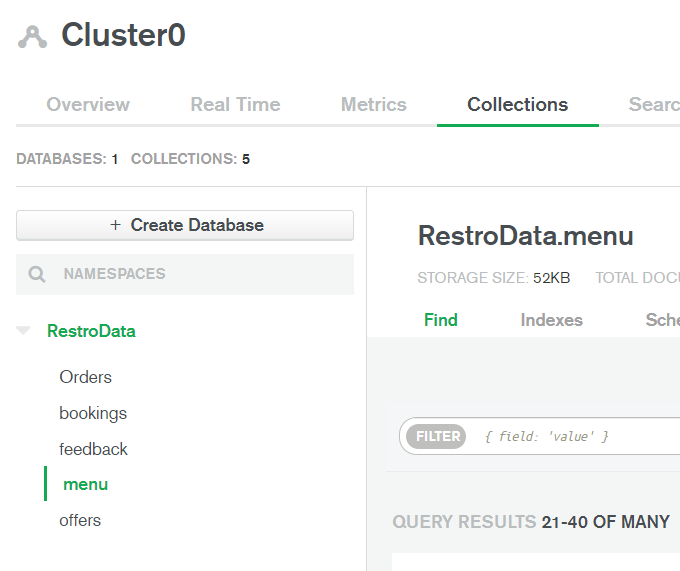 Cluster0
Overview Real Time Metrics Collections Searc
DATABASES: 1 COLLECTIONS: 5
+ Create Database
NAMESPACES
RestroData
Orders
bookings
feedback
menu
offers
RestroData.menu
STORAGE SIZE: 52KB TOTAL DOCU
Find Indexes Sche
FILTER { field: 'value' }
QUERY RESULTS 21-40 OF MANY